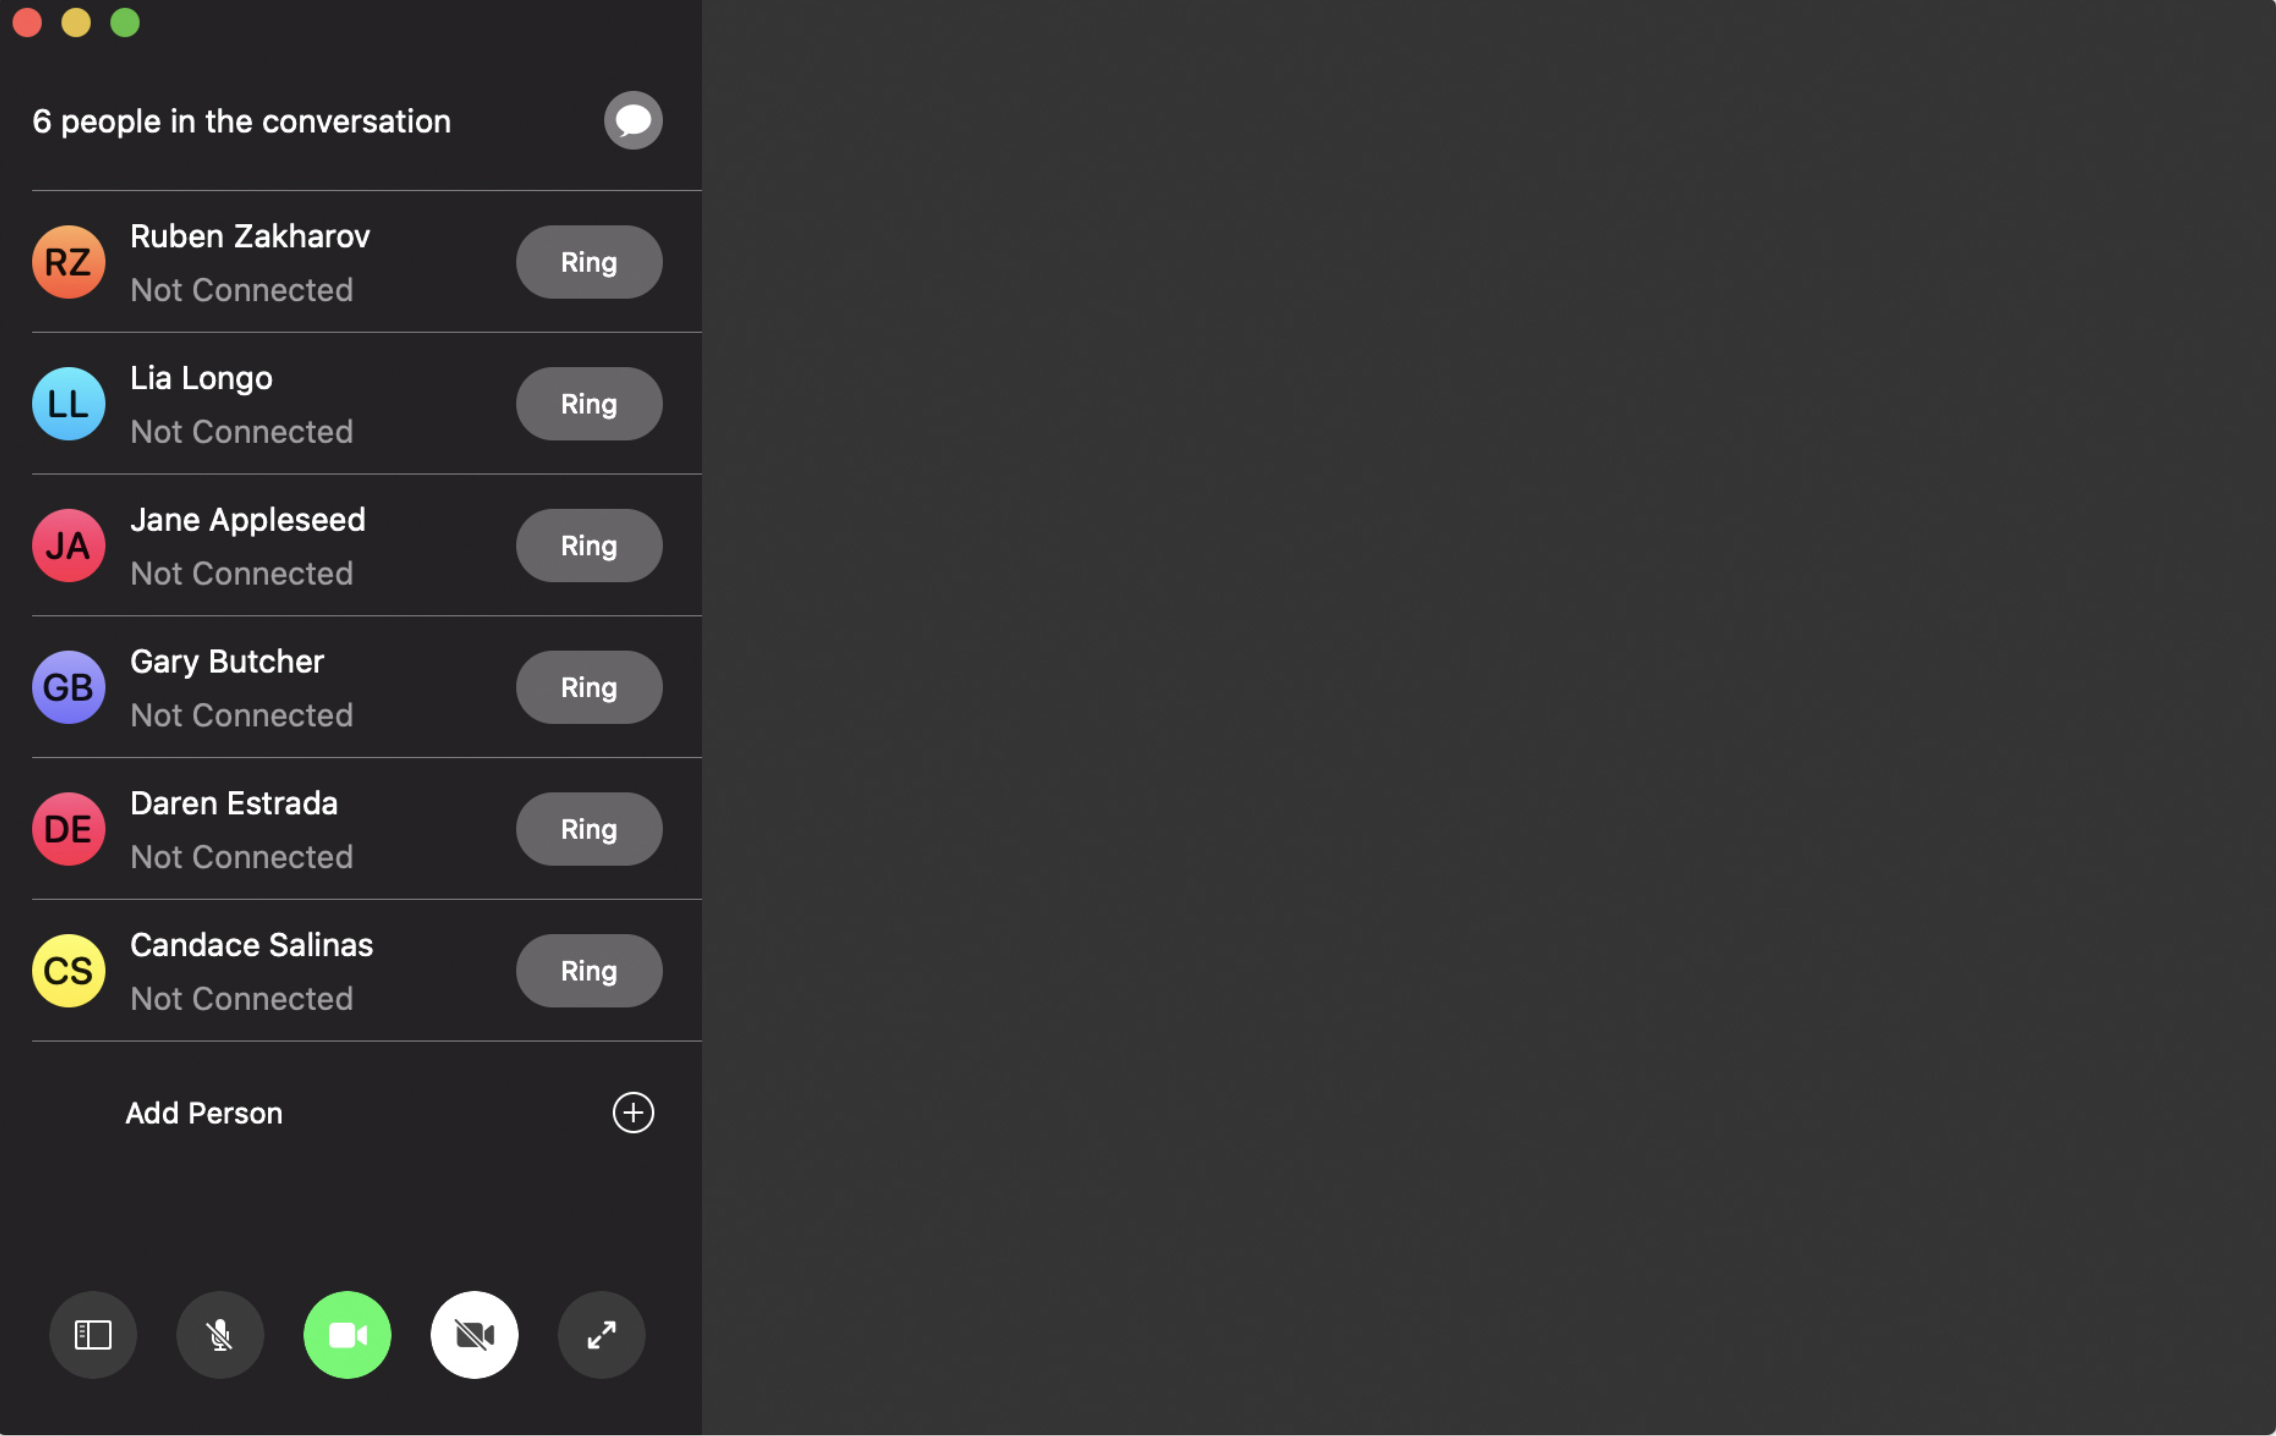 6 people in the conversation
RZ
Ruben Zakharov
Not Connected
Ring
LL
Lia Longo
Not Connected
Ring
JA
Jane Appleseed
Not Connected
Ring
GB
Gary Butcher
Not Connected
Ring
DE
Daren Estrada
Not Connected
Ring
CS
Candace Salinas
Not Connected
Ring
Add Person